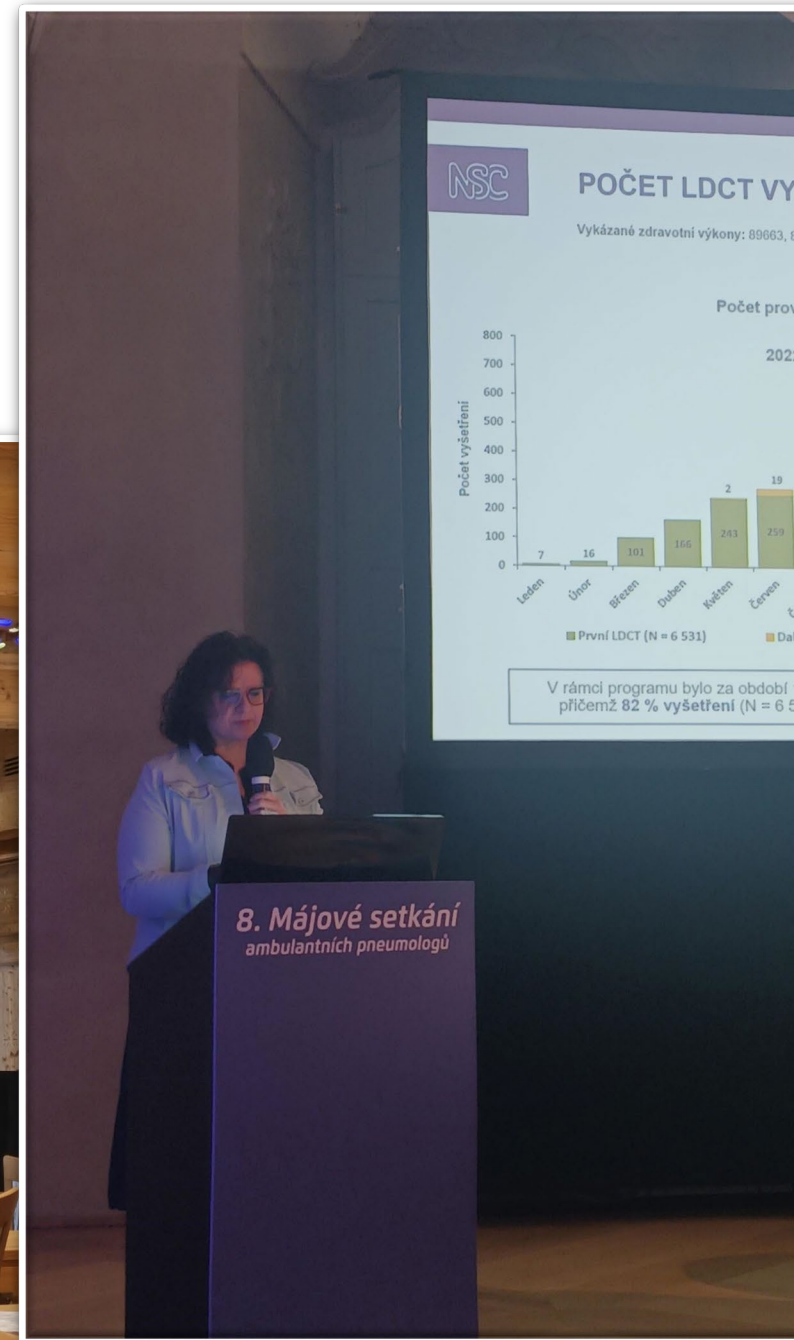 NSC
POČET LDCT VY
Vykázané zdravotní výkony: 89663, 8
Počet prov
202
800
700
600
500
400
300
200
100
0
Počet vyšetření
7
16
101
166
2
243
19
259
Leden
Únor
Březen
Duben
Květen
Červen
První LDCT (N = 6 531)
Dal
V rámci programu bylo za období
přičemž 82 % vyšetření (N = 6 5
8. Májové setkání
ambulantních pneumologů